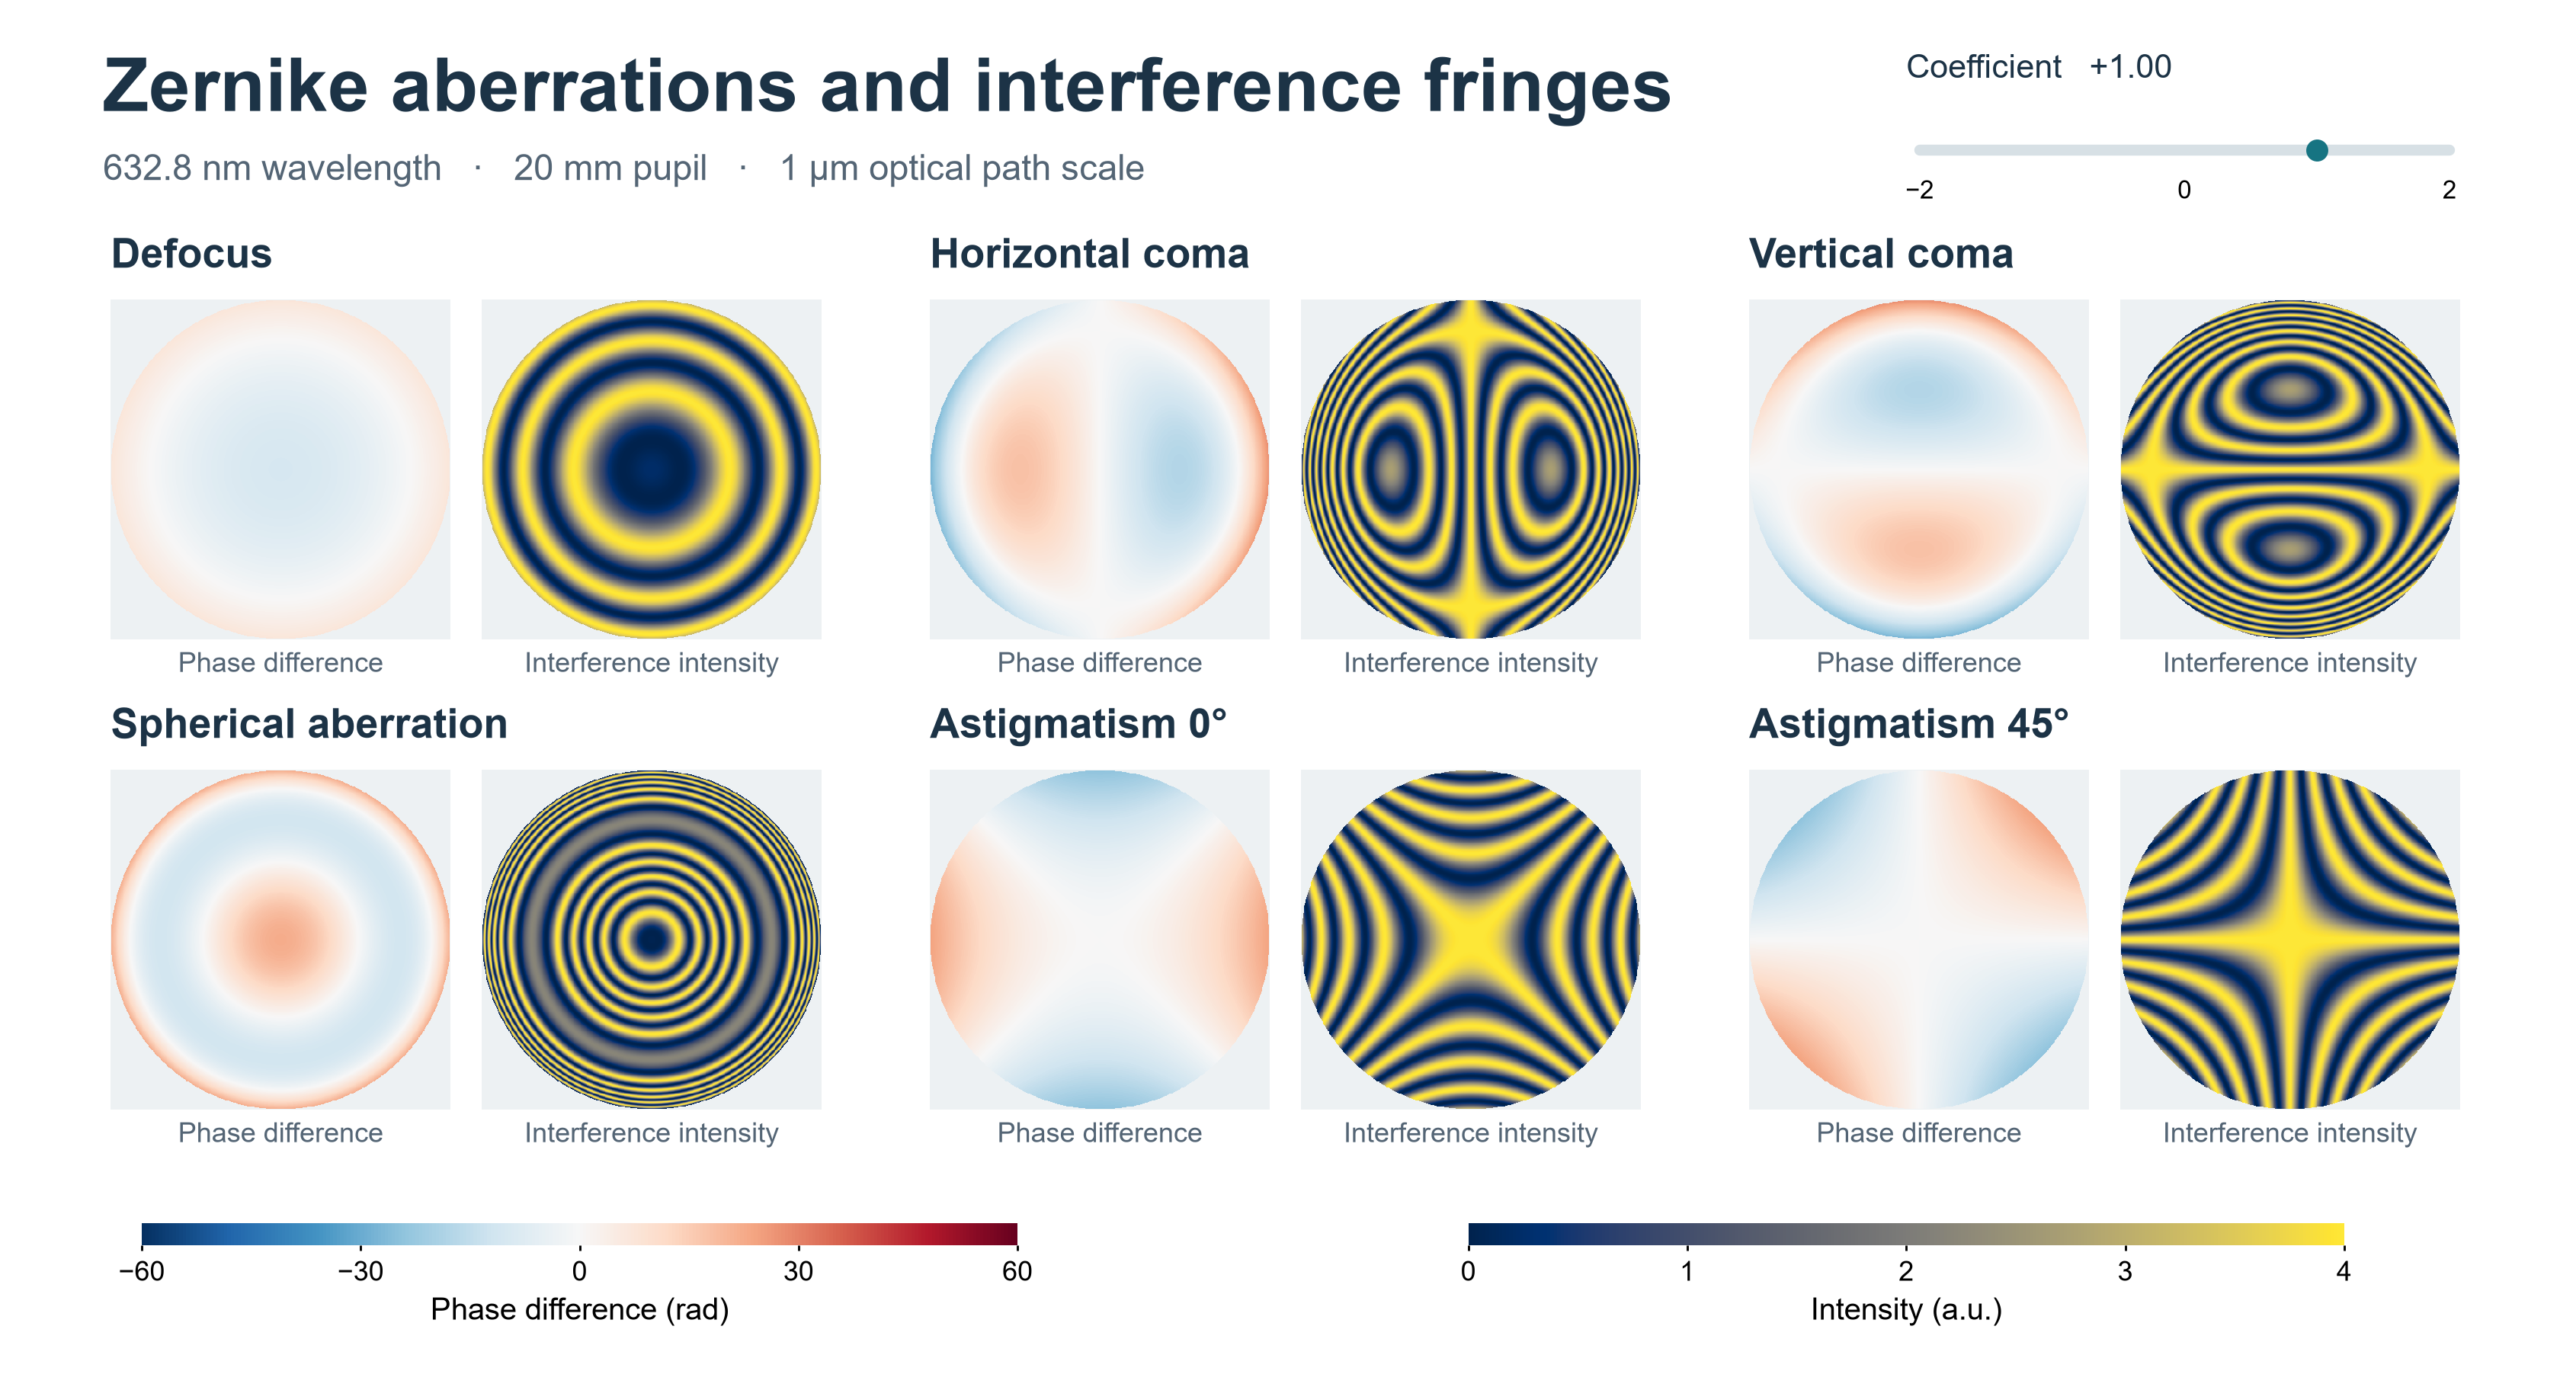 Zernike aberrations and interference fringes
632.8 nm wavelength · 20 mm pupil · 1 µm optical path scale
Coefficient +1.00
−2 0 2
Defocus
Horizontal coma
Vertical coma
Phase difference
Interference intensity
Phase difference
Interference intensity
Phase difference
Interference intensity
Spherical aberration
Astigmatism 0°
Astigmatism 45°
Phase difference
Interference intensity
Phase difference
Interference intensity
Phase difference
Interference intensity
−60 −30 0 30 60
Phase difference (rad)
0 1 2 3 4
Intensity (a.u.)